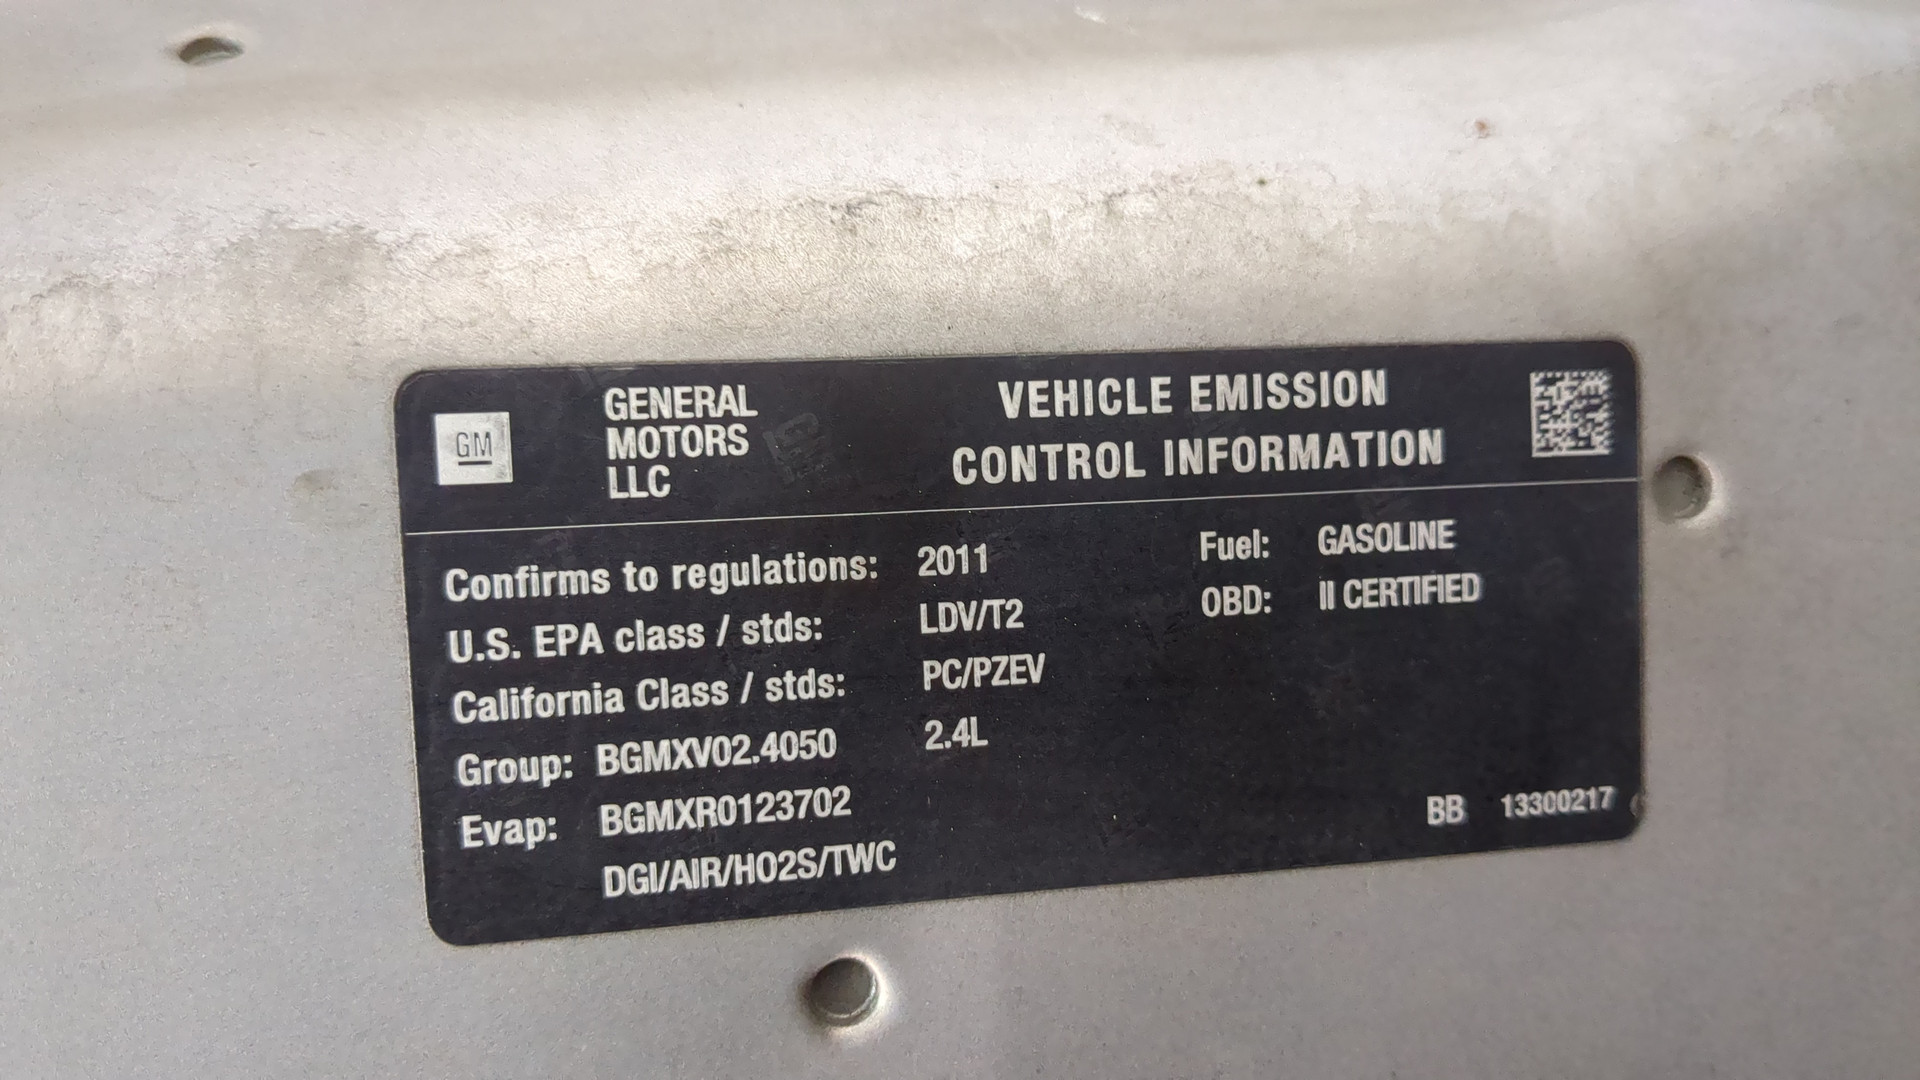 GM
GENERAL
MOTORS
LLC
VEHICLE EMISSION
CONTROL INFORMATION
Confirms to regulations: 2011
U.S. EPA class / stds: LDV/T2
California Class / stds: PC/PZEV
Group: BGMXV02.4050 2.4L
Evap: BGMXR0123702
DGI/AIR/HO2S/TWC
Fuel: GASOLINE
OBD: II CERTIFIED
BB 13300217